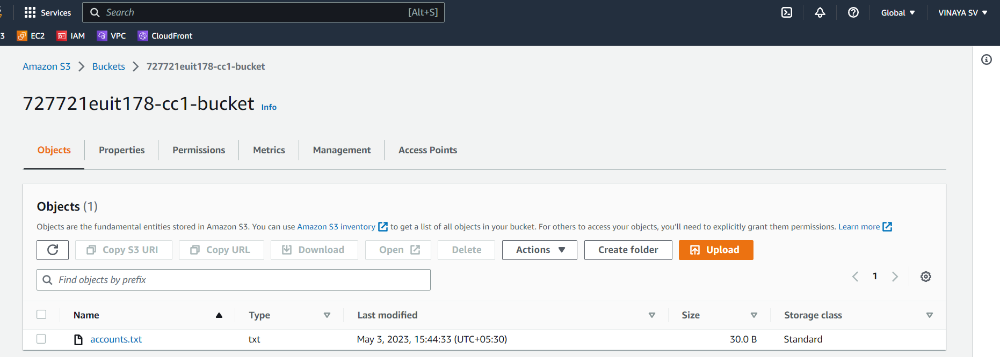 Services Search [Alt+S] Global VINAYA SV
3 EC2 IAM VPC CloudFront
Amazon S3 Buckets 727721euit178-cc1-bucket
727721euit178-cc1-bucket Info
Objects Properties Permissions Metrics Management Access Points
Objects (1)
Objects are the fundamental entities stored in Amazon S3. You can use Amazon S3 inventory to get a list of all objects in your bucket. For others to access your objects, you'll need to explicitly grant them permissions. Learn more
Copy S3 URI Copy URL Download Open Delete Actions Create folder Upload
Find objects by prefix 1
Name Type Last modified Size Storage class
accounts.txt txt May 3, 2023, 15:44:33 (UTC+05:30) 30.0 B Standard